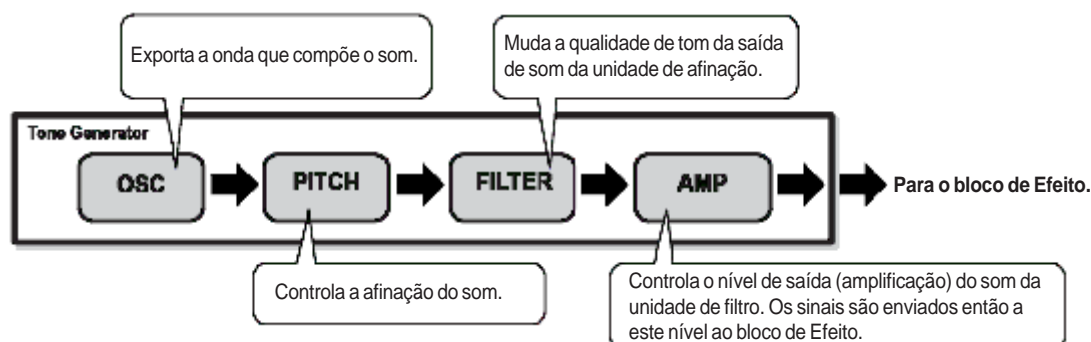 Exporta a onda que compõe o som.
Muda a qualidade de tom da saída
de som da unidade de afinação.
Tone Generator
OSC
PITCH
FILTER
AMP
Para o bloco de Efeito.
Controla a afinação do som.
Controla o nível de saída (amplificação) do som da
unidade de filtro. Os sinais são enviados então a
este nível ao bloco de Efeito.